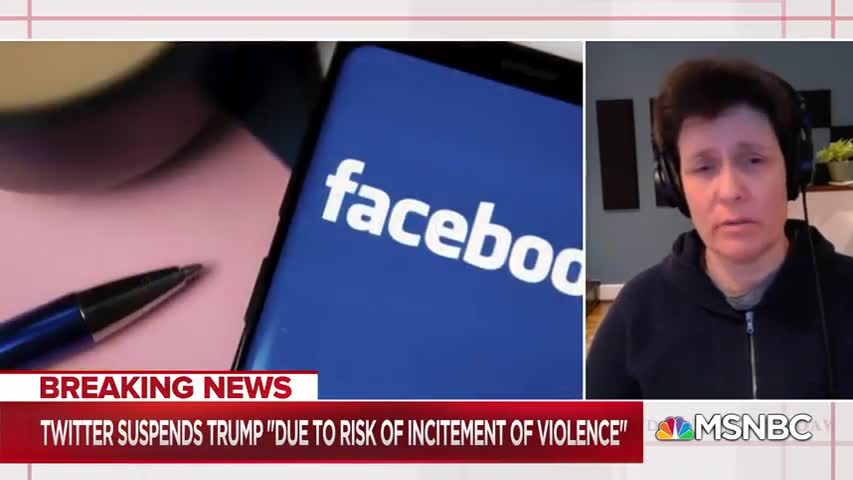 faceboo
BREAKING NEWS
TWITTER SUSPENDS TRUMP "DUE TO RISK OF INCITEMENT OF VIOLENCE"
MSNBC